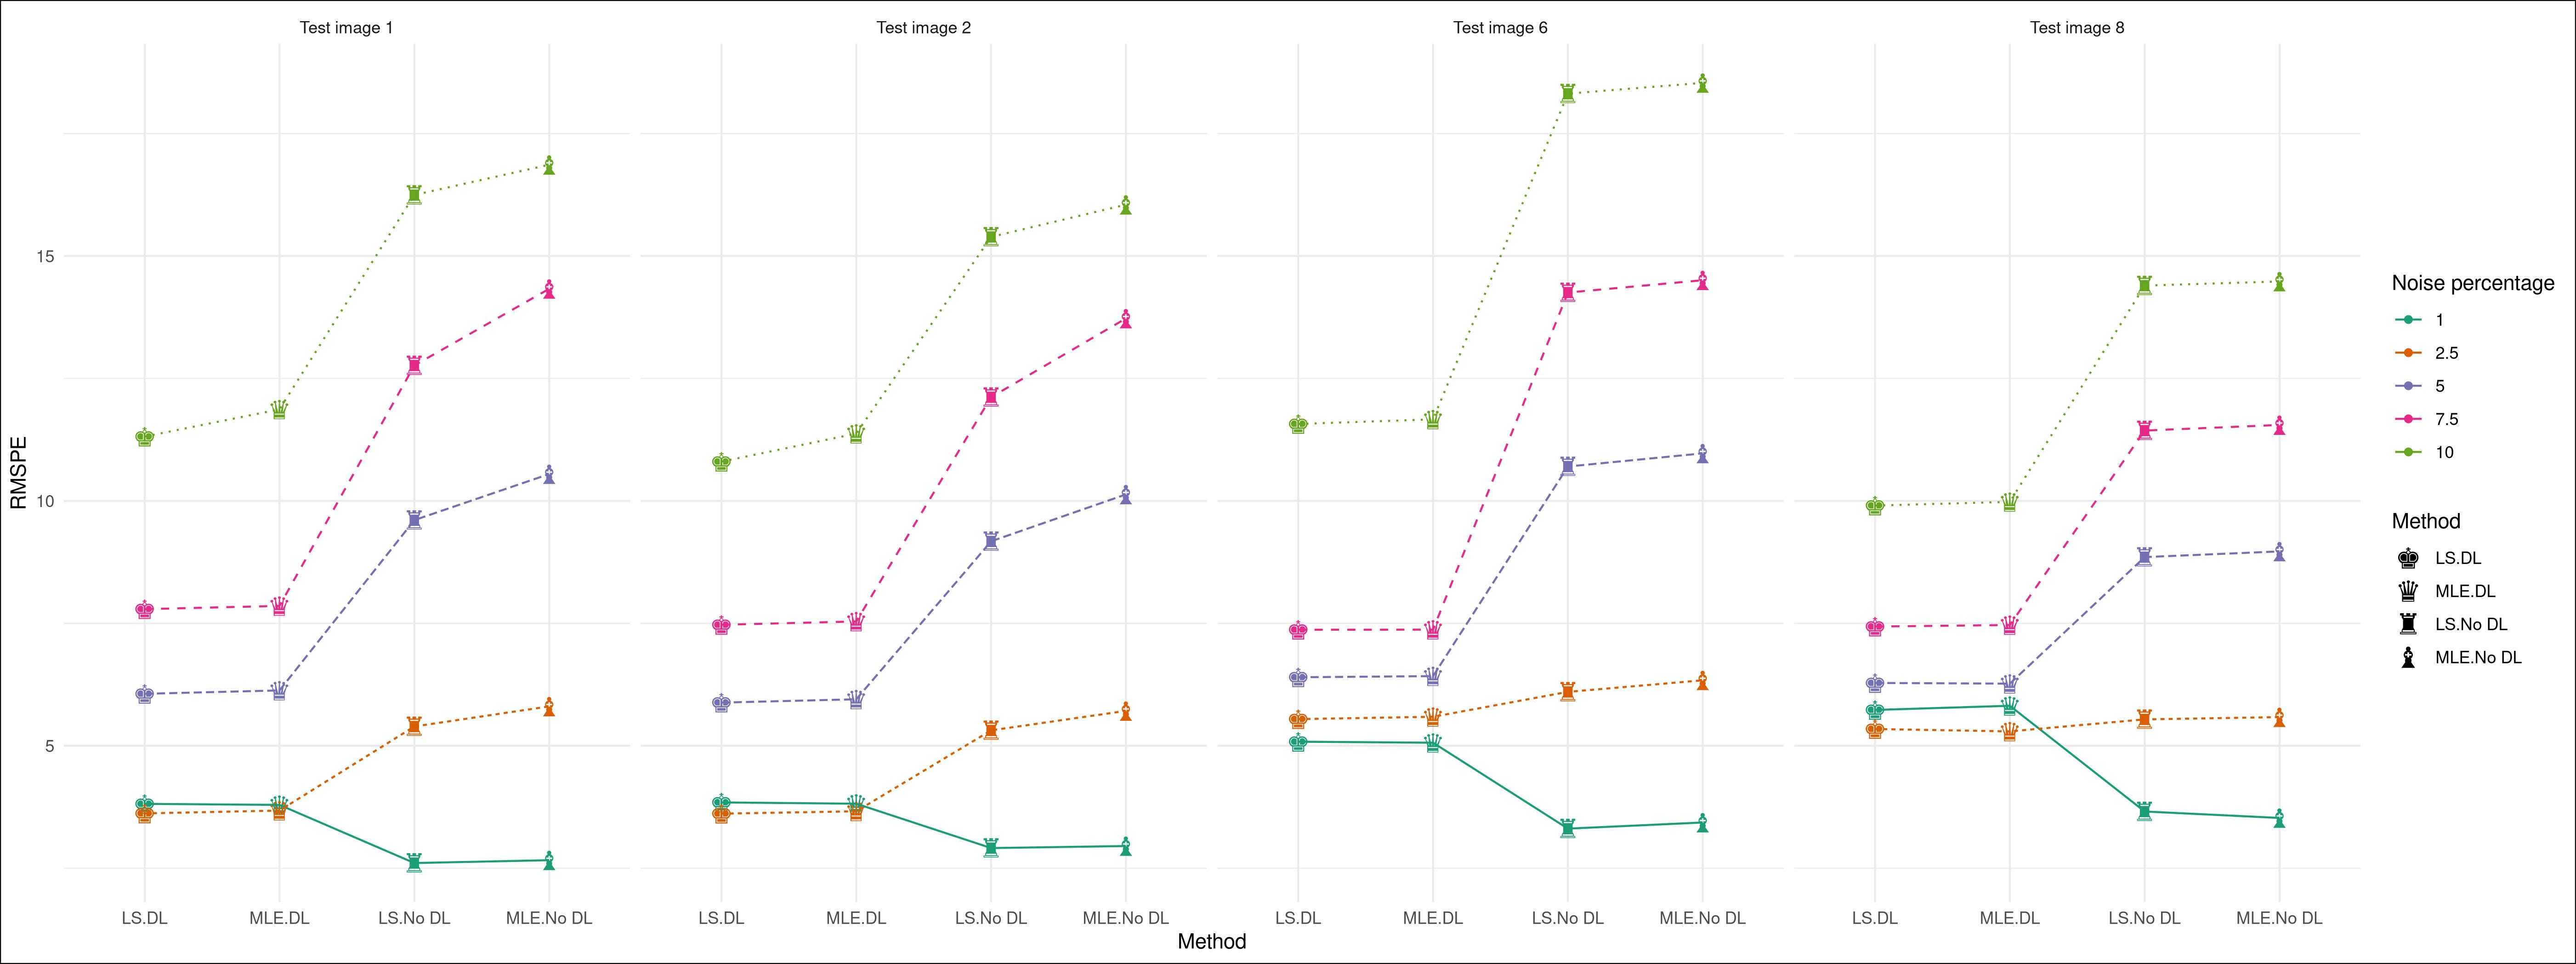 Test image 1
Test image 2
Test image 6
Test image 8
RMSPE
15
10
5
LS.DL
MLE.DL
LS.No DL
MLE.No DL
LS.DL
MLE.DL
LS.No DL
MLE.No DL
LS.DL
MLE.DL
LS.No DL
MLE.No DL
LS.DL
MLE.DL
LS.No DL
MLE.No DL
Method
Noise percentage
1
2.5
5
7.5
10
Method
LS.DL
MLE.DL
LS.No DL
MLE.No DL